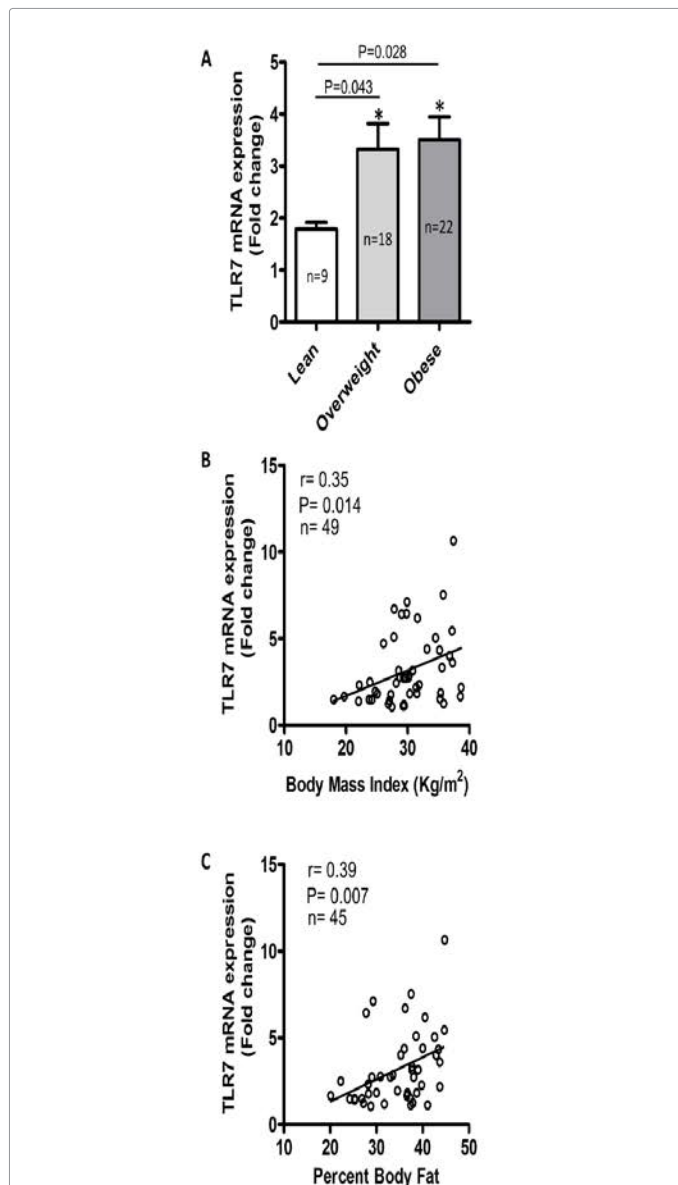 A
P=0.028
P=0.043
TLR7 mRNA expression
(Fold change)
5
4
3
2
1
0
*
*
n=9
n=18
n=22
Lean
Overweight
Obese
B
r= 0.35
P= 0.014
n= 49
TLR7 mRNA expression
(Fold change)
15
10
5
0
10 20 30 40
Body Mass Index (Kg/m²)
C
r= 0.39
P= 0.007
n= 45
TLR7 mRNA expression
(Fold change)
15
10
5
0
10 20 30 40 50
Percent Body Fat